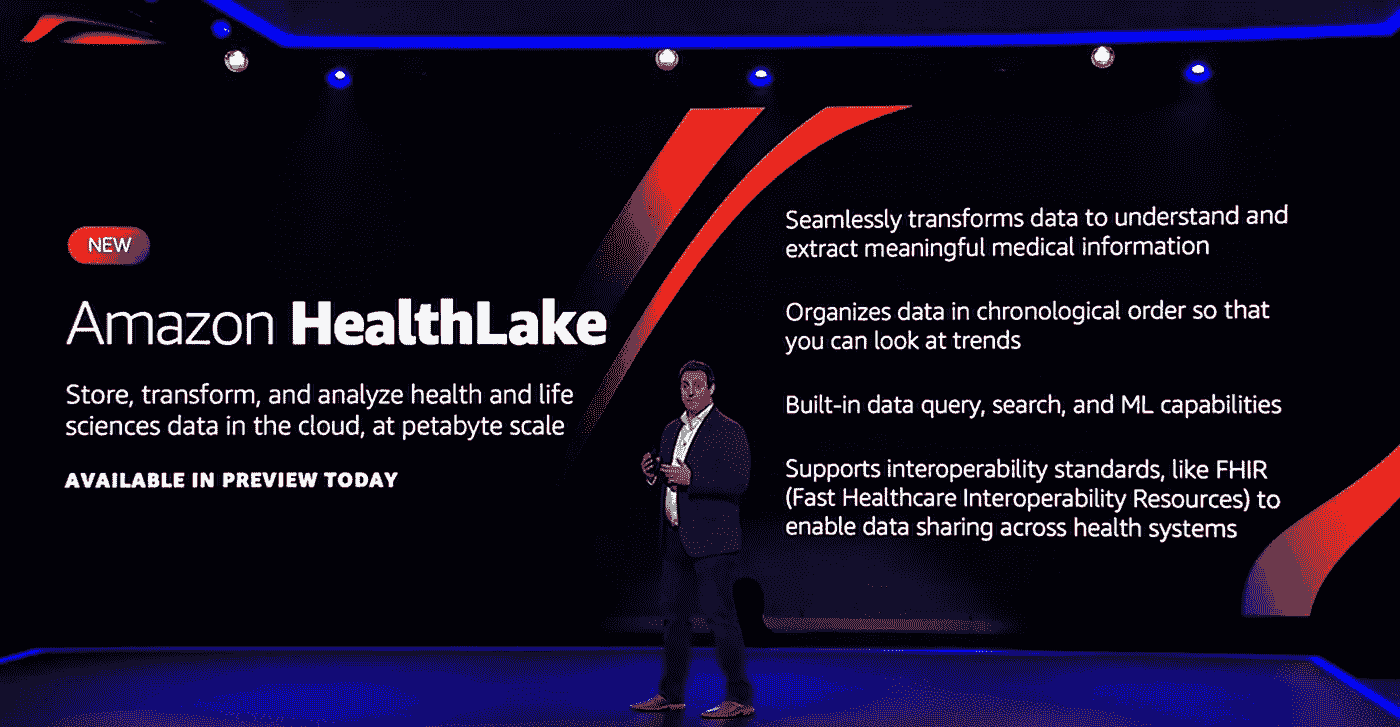 NEW
Amazon HealthLake
Store, transform, and analyze health and life
sciences data in the cloud, at petabyte scale
AVAILABLE IN PREVIEW TODAY
Seamlessly transforms data to understand and
extract meaningful medical information
Organizes data in chronological order so that
you can look at trends
Built-in data query, search, and ML capabilities
Supports interoperability standards, like FHIR
(Fast Healthcare Interoperability Resources) to
enable data sharing across health systems